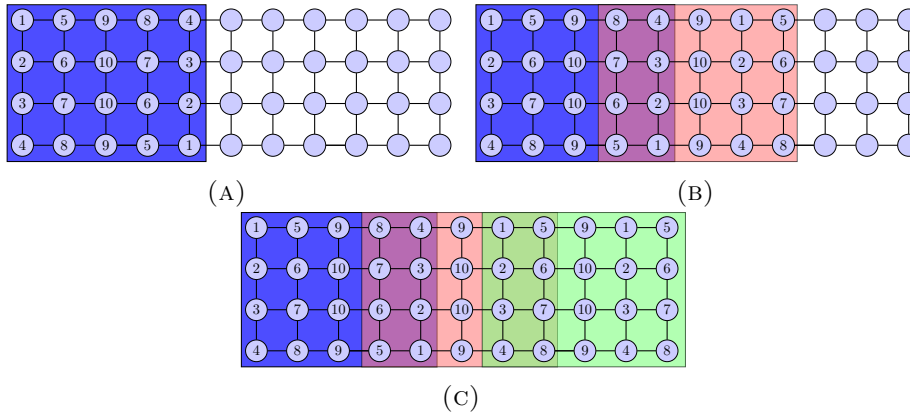 1 5 9 8 4
2 6 10 7 3
3 7 10 6 2
4 8 9 5 1
(A)
1 5 9 8 4 9 1 5
2 6 10 7 3 10 2 6
3 7 10 6 2 10 3 7
4 8 9 5 1 9 4 8
(B)
1 5 9 8 4 9 1 5 9 1 5
2 6 10 7 3 10 2 6 10 2 6
3 7 10 6 2 10 3 7 10 3 7
4 8 9 5 1 9 4 8 9 4 8
(C)